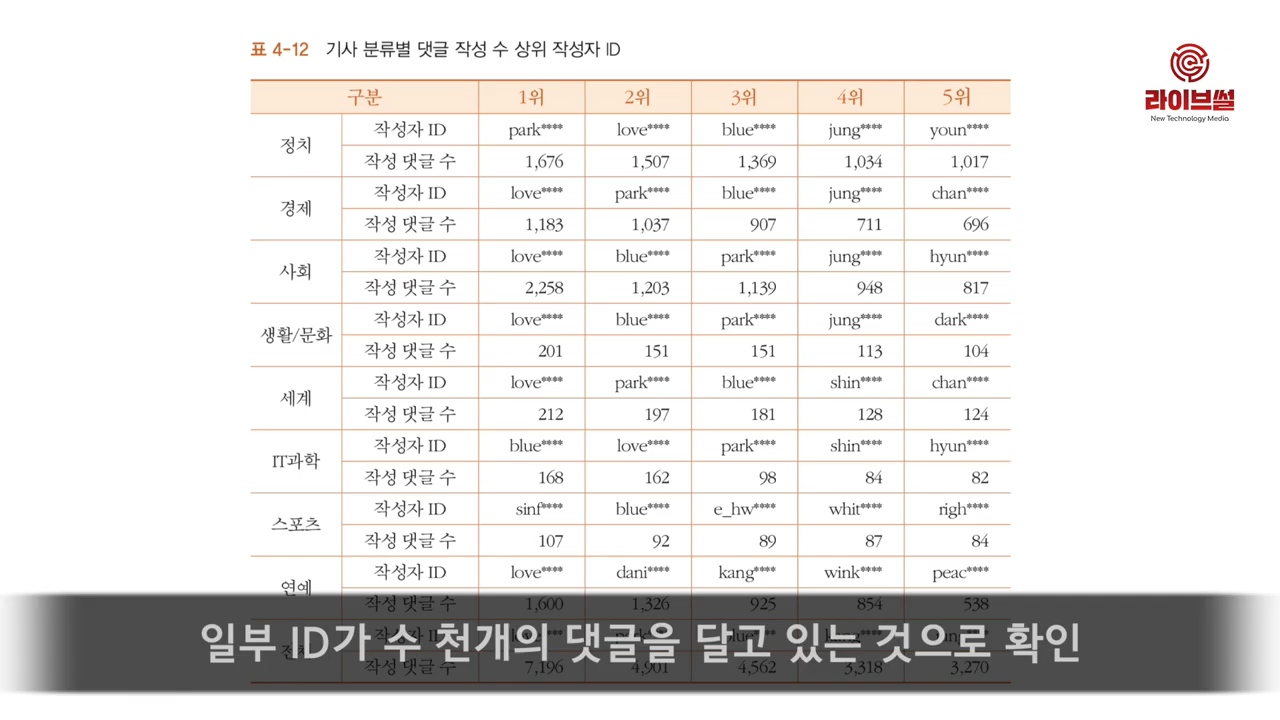 표 4-12 기사 분류별 댓글 작성 수 상위 작성자 ID
라이브썰
New Technology Media
구분 1위 2위 3위 4위 5위
정치 작성자 ID park**** love**** blue**** jung**** youn****
작성 댓글 수 1,676 1,507 1,369 1,034 1,017
경제 작성자 ID love**** park**** blue**** jung**** chan****
작성 댓글 수 1,183 1,037 907 711 696
사회 작성자 ID love**** blue**** park**** jung**** hyun****
작성 댓글 수 2,258 1,203 1,139 948 817
생활/문화 작성자 ID love**** blue**** park**** jung**** dark****
작성 댓글 수 201 151 151 113 104
세계 작성자 ID love**** park**** blue**** shin**** chan****
작성 댓글 수 212 197 181 128 124
IT과학 작성자 ID blue**** love**** park**** shin**** hyun****
작성 댓글 수 168 162 98 84 82
스포츠 작성자 ID sinf**** blue**** e_hw**** whit**** righ****
작성 댓글 수 107 92 89 87 84
연예 작성자 ID love**** dani**** kang**** wink**** peac****
작성 댓글 수 1,600 1,326 925 854 538
일부 ID가 수 천개의 댓글을 달고 있는 것으로 확인
작성 댓글 수 7,196 4,901 4,562 3,318 3,270